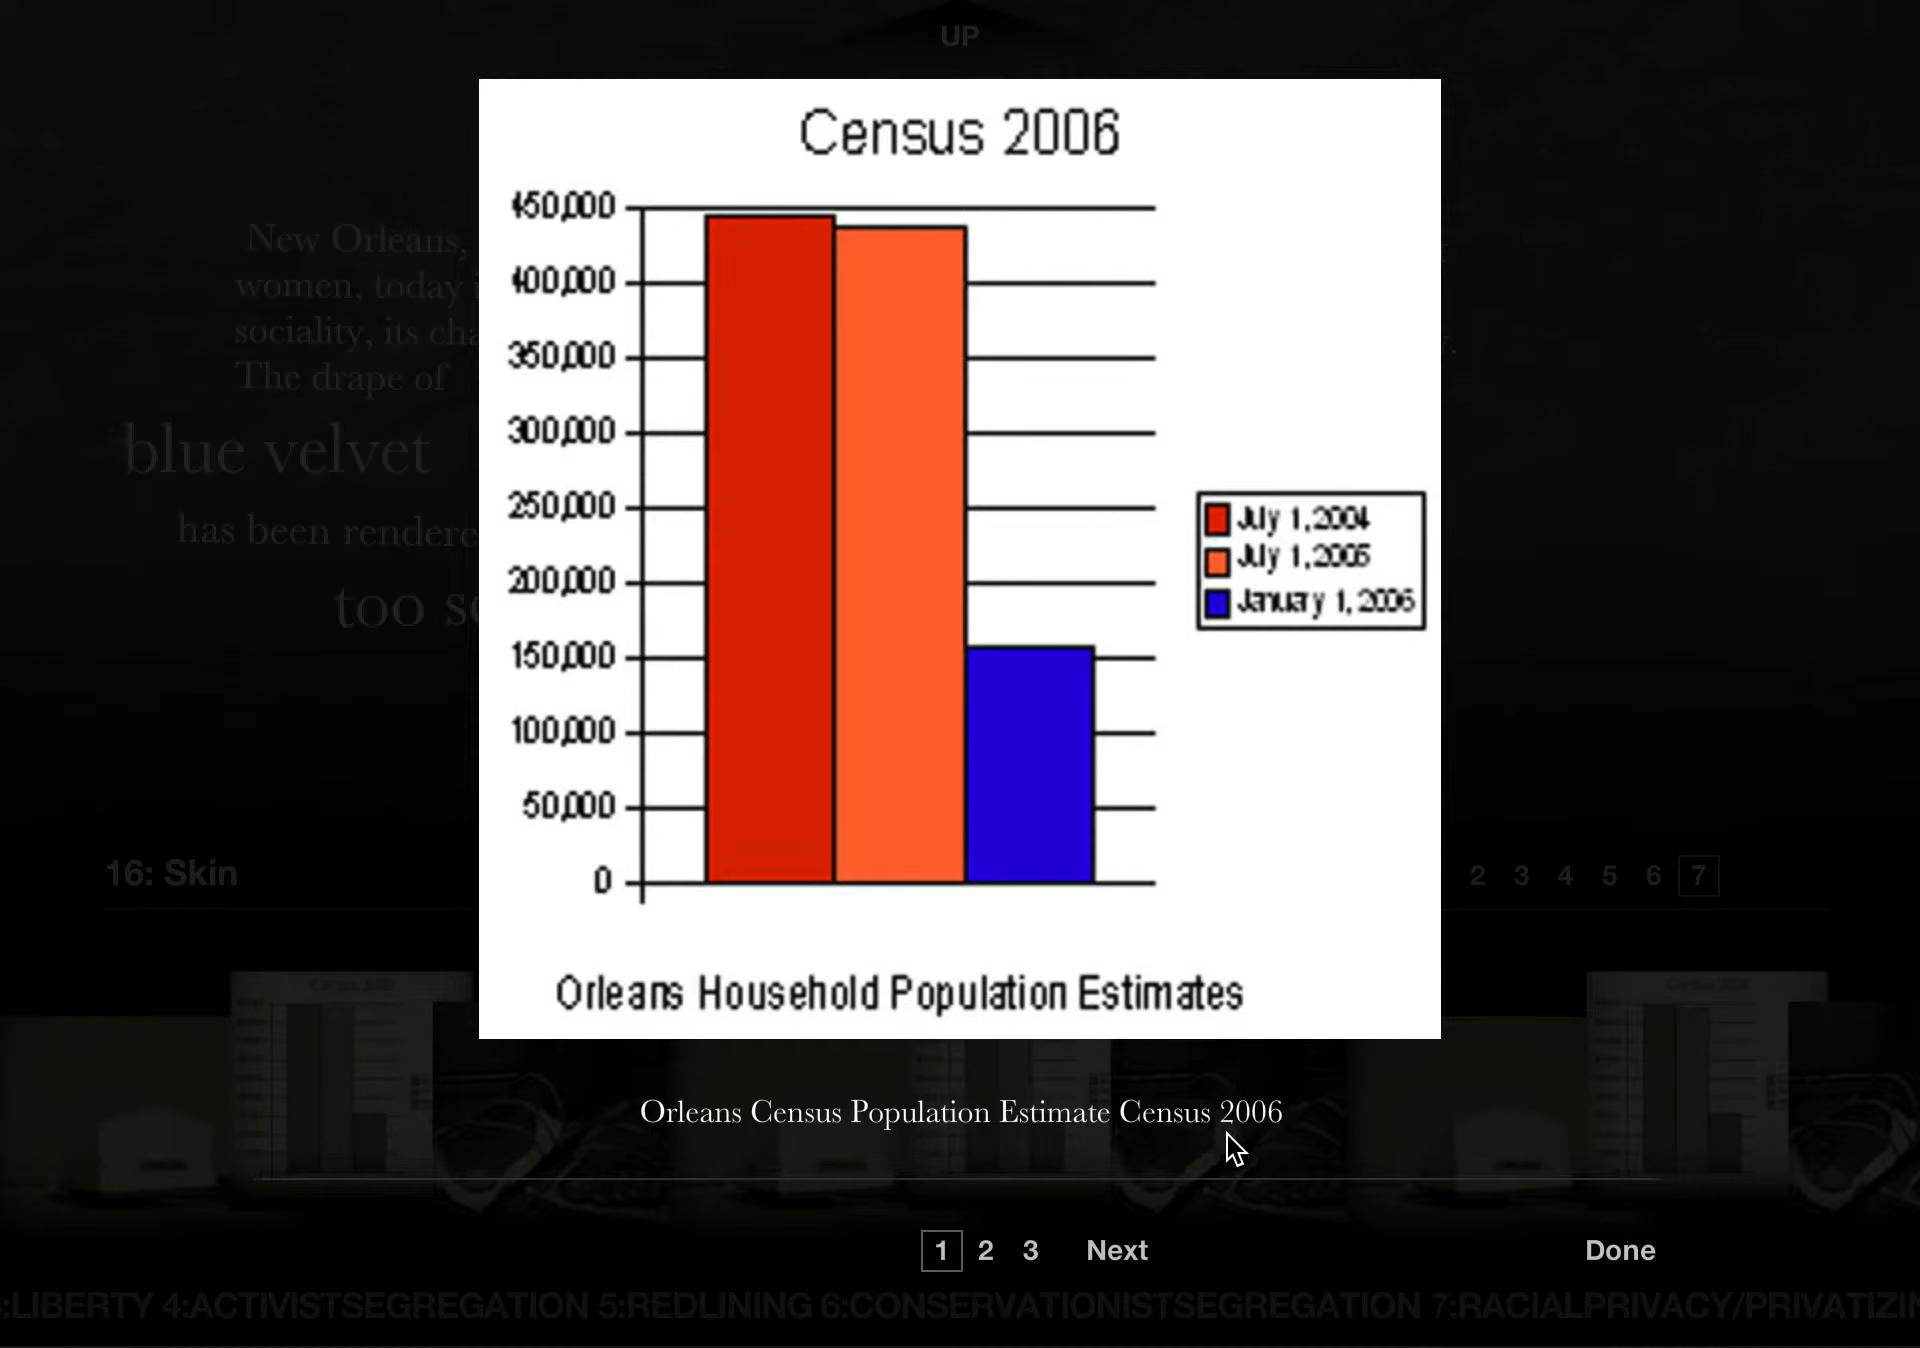 UP
Census 2006
450,000
400,000
350,000
300,000
250,000
200,000
150,000
100,000
50,000
0
July 1, 2004
July 1, 2005
January 1, 2006
Orleans Household Population Estimates
New Orleans,
women, today
sociality, its
The drape of
blue velvet
has been
too
16: Skin
2 3 4 5 6 7
Orleans Census Population Estimate Census 2006
1 2 3 Next
Done
:LIBERTY 4:ACTIVISTSEGREGATION 5:REDLINING 6:CONSERVATIONISTSEGREGATION 7:RACIALPRIVACY/